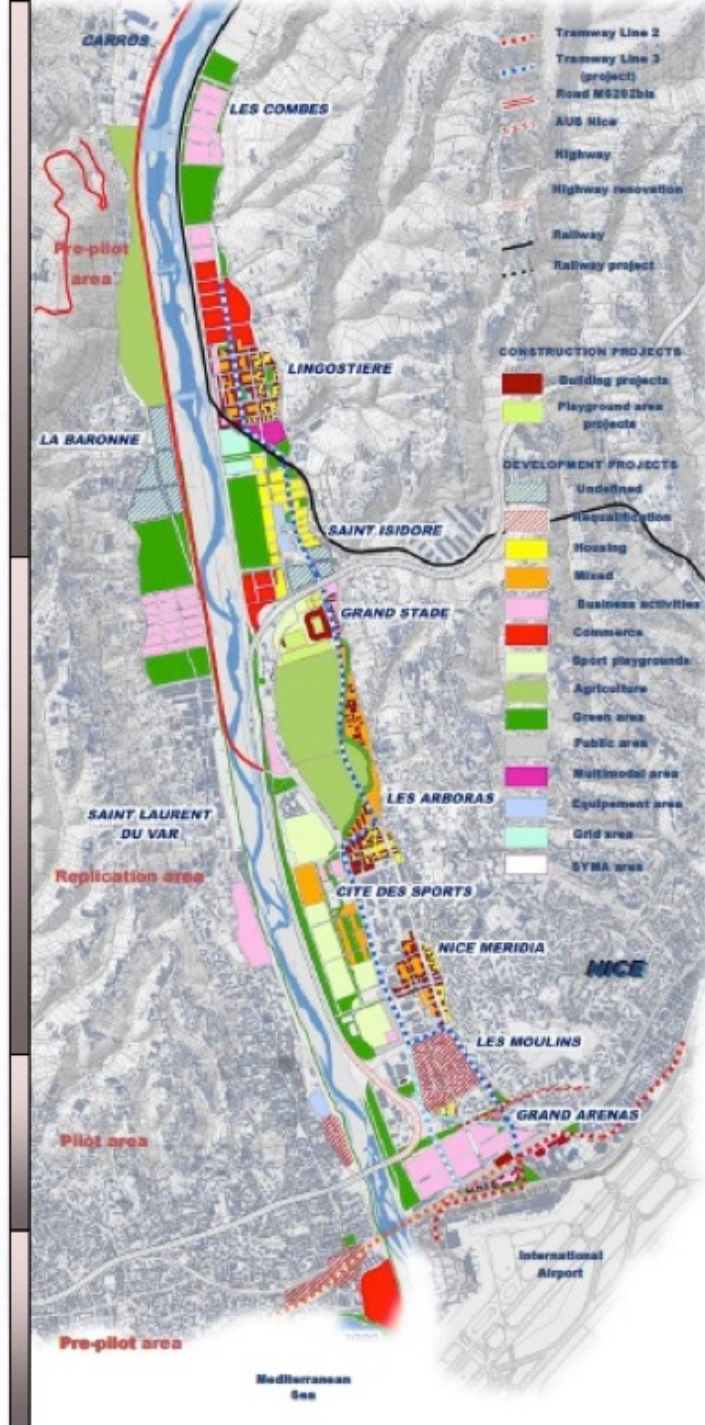 CARROS
LES COMBES
Pre-pilot
area
LINGOSTIERE
LA BARONNE
SAINT ISIDORE
GRAND STADE
LES ARBORAS
SAINT LAURENT
DU VAR
Replication area
CITE DES SPORTS
NICE MERIDIA
NICE
LES MOULINS
GRAND ARENAS
Pilot area
International
Airport
Pre-pilot area
Mediterranean
Sea
Tramway Line 2
Tramway Line 3
(project)
Road M6202bis
Highway
Highway renovation
Railway
Railway project
CONSTRUCTION PROJECTS
Building projects
Playground area
projects
DEVELOPMENT PROJECTS
Undefined
Requalification
Housing
Mixed
Business activities
Commerce
Sport playgrounds
Agriculture
Green area
Public area
Multimodal area
Equipement area
Grid area
SYMA area